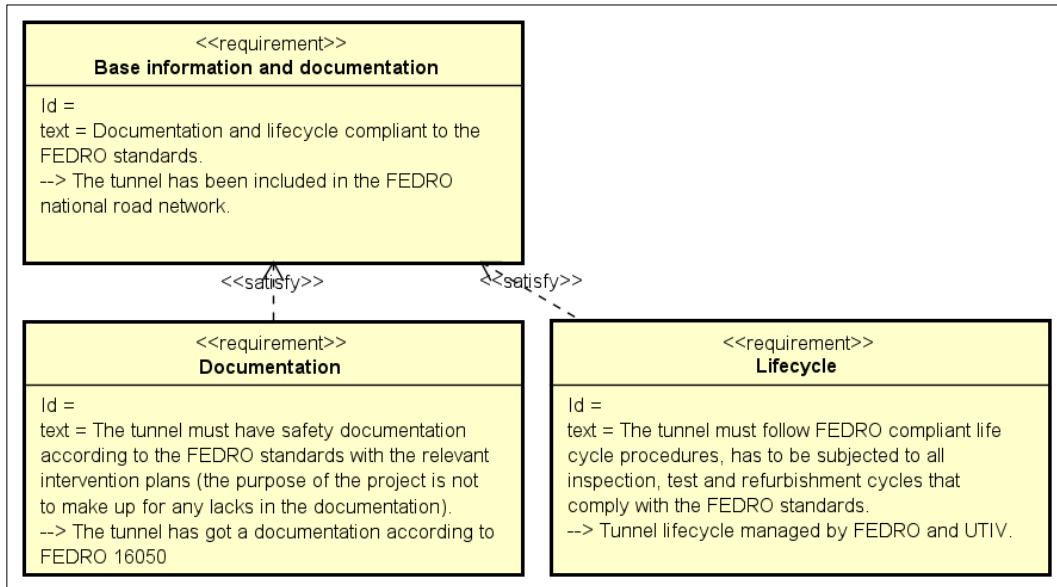 <<requirement>>
Base information and documentation
Id =
text = Documentation and lifecycle compliant to the
FEDRO standards.
--> The tunnel has been included in the FEDRO
national road network.
<<satisfy>>
<<satisfy>>
<<requirement>>
Documentation
Id =
text = The tunnel must have safety documentation
according to the FEDRO standards with the relevant
intervention plans (the purpose of the project is not
to make up for any lacks in the documentation).
--> The tunnel has got a documentation according to
FEDRO 16050
<<requirement>>
Lifecycle
Id =
text = The tunnel must follow FEDRO compliant life
cycle procedures, has to be subjected to all
inspection, test and refurbishment cycles that
comply with the FEDRO standards.
--> Tunnel lifecycle managed by FEDRO and UTIV.